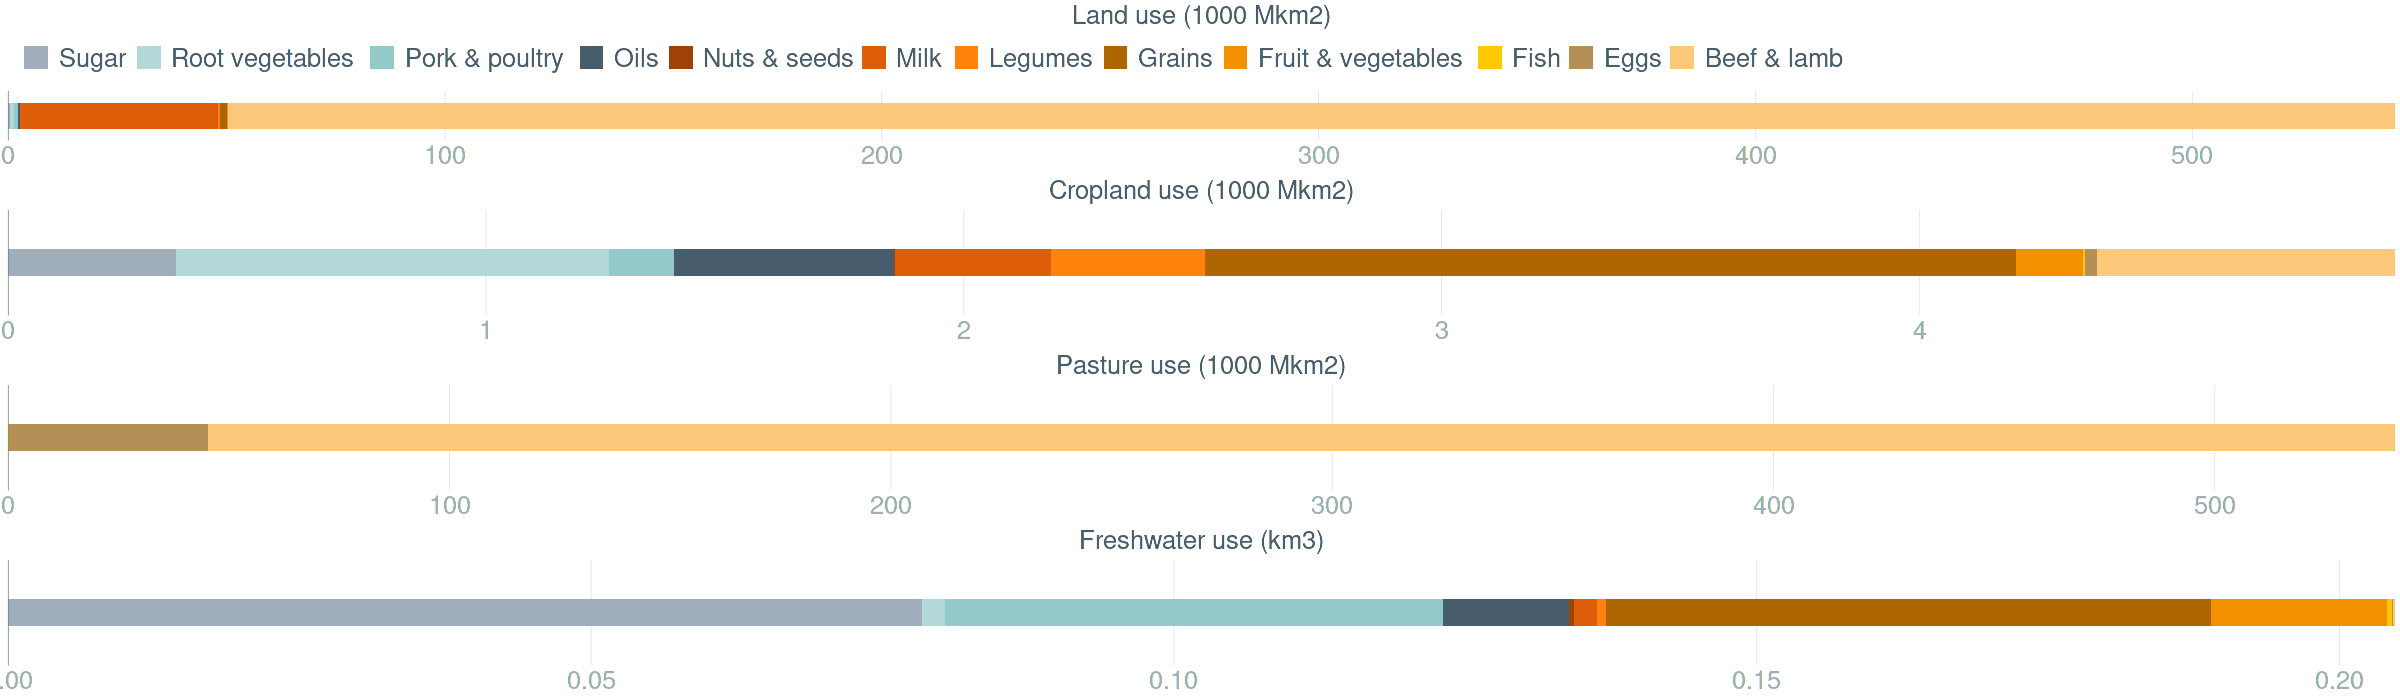 Land use (1000 Mkm2)
Sugar Root vegetables Pork & poultry Oils Nuts & seeds Milk Legumes Grains Fruit & vegetables Fish Eggs Beef & lamb
0 100 200 300 400 500
Cropland use (1000 Mkm2)
0 1 2 3 4
Pasture use (1000 Mkm2)
0 100 200 300 400 500
Freshwater use (km3)
.00 0.05 0.10 0.15 0.20